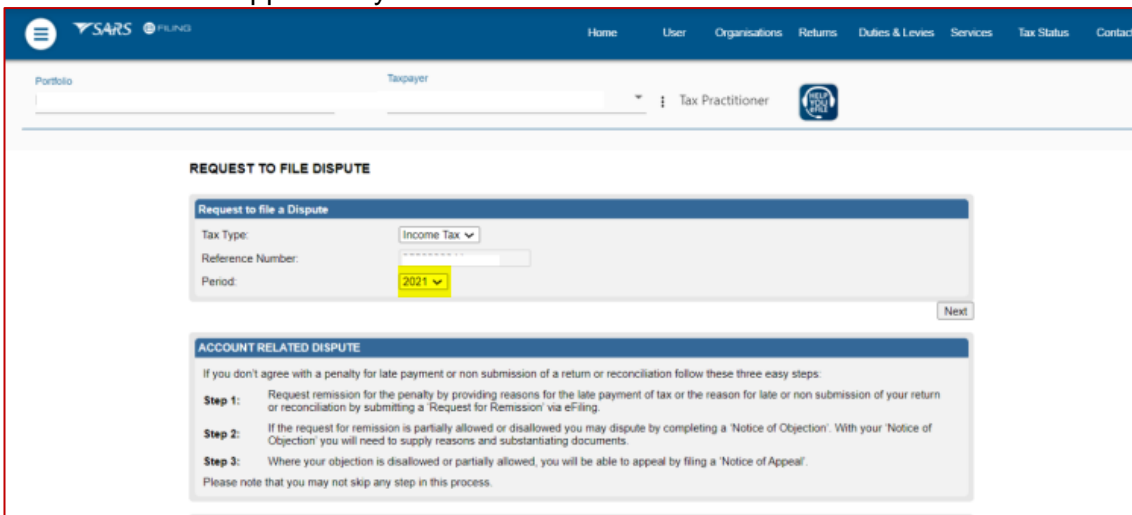 SARS eFILING
Home User Organisations Returns Duties & Levies Services Tax Status Contact
Portfolio Taxpayer
Tax Practitioner HELP YOU eFILE
REQUEST TO FILE DISPUTE
Request to file a Dispute
Tax Type: Income Tax
Reference Number:
Period: 2021
Next
ACCOUNT RELATED DISPUTE
If you don't agree with a penalty for late payment or non submission of a return or reconciliation follow these three easy steps:
Step 1: Request remission for the penalty by providing reasons for the late payment of tax or the reason for late or non submission of your return
or reconciliation by submitting a 'Request for Remission' via eFiling.
Step 2: If the request for remission is partially allowed or disallowed you may dispute by completing a 'Notice of Objection'. With your 'Notice of
Objection' you will need to supply reasons and substantiating documents.
Step 3: Where your objection is disallowed or partially allowed, you will be able to appeal by filing a 'Notice of Appeal'.
Please note that you may not skip any step in this process.